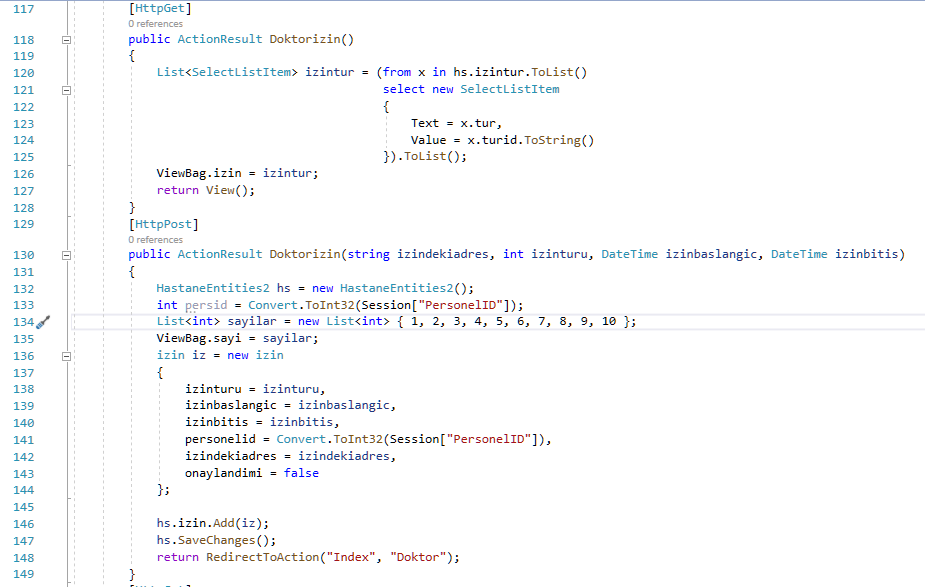 117 [HttpGet]
0 references
118 public ActionResult Doktorizin()
119 {
120 List<SelectListItem> izintur = (from x in hs.izintur.ToList()
121 select new SelectListItem
122 {
123 Text = x.tur,
124 Value = x.turid.ToString()
125 }).ToList();
126 ViewBag.izin = izintur;
127 return View();
128 }
129 [HttpPost]
0 references
130 public ActionResult Doktorizin(string izindekiadres, int izinturu, DateTime izinbaslangic, DateTime izinbitis)
131 {
132 HastaneEntities2 hs = new HastaneEntities2();
133 int persid = Convert.ToInt32(Session["PersonelID"]);
134 List<int> sayilar = new List<int> { 1, 2, 3, 4, 5, 6, 7, 8, 9, 10 };
135 ViewBag.sayi = sayilar;
136 izin iz = new izin
137 {
138 izinturu = izinturu,
139 izinbaslangic = izinbaslangic,
140 izinbitis = izinbitis,
141 personelid = Convert.ToInt32(Session["PersonelID"]),
142 izindekiadres = izindekiadres,
143 onaylandimi = false
144 };
145
146 hs.izin.Add(iz);
147 hs.SaveChanges();
148 return RedirectToAction("Index", "Doktor");
149 }